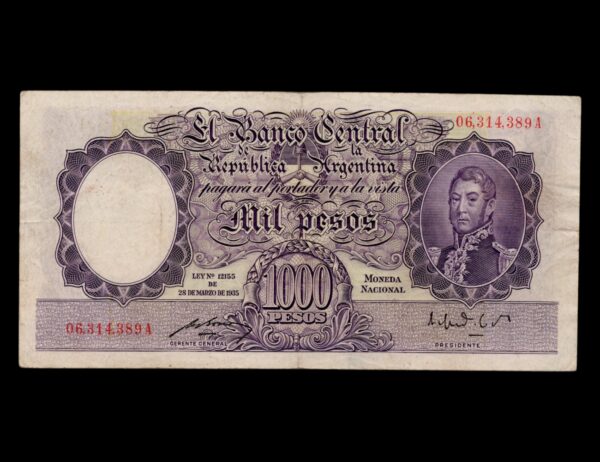 06,314,389A
El Banco Central
de la
República Argentina
pagará al portador y a la vista
Mil pesos
LEY Nº 12155
DE
28 DE MARZO DE 1935
1000
PESOS
MONEDA
NACIONAL
06,314,389A
GERENTE GENERAL
PRESIDENTE